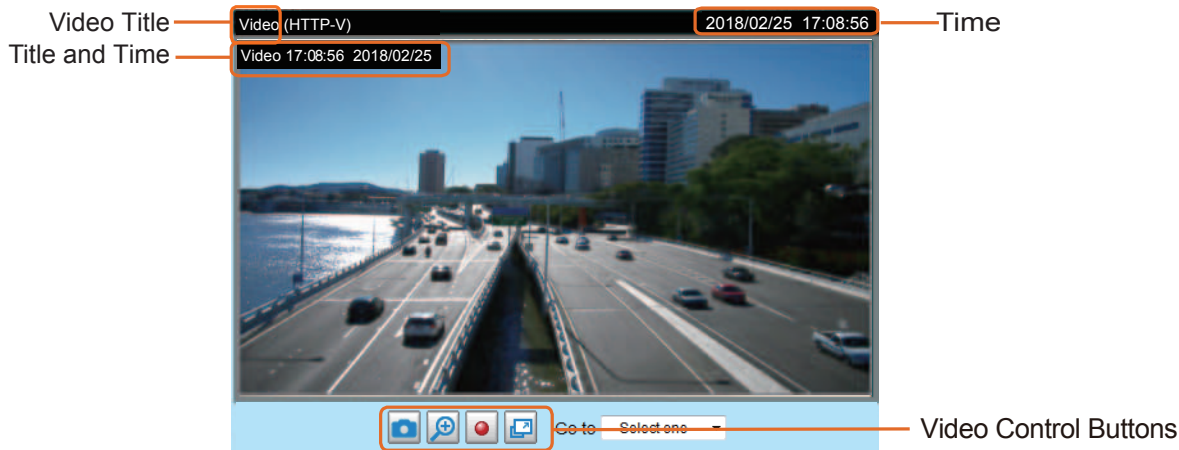 Video Title
Video (HTTP-V)
2018/02/25 17:08:56
Time
Title and Time
Video 17:08:56 2018/02/25
Go to
Select one
Video Control Buttons